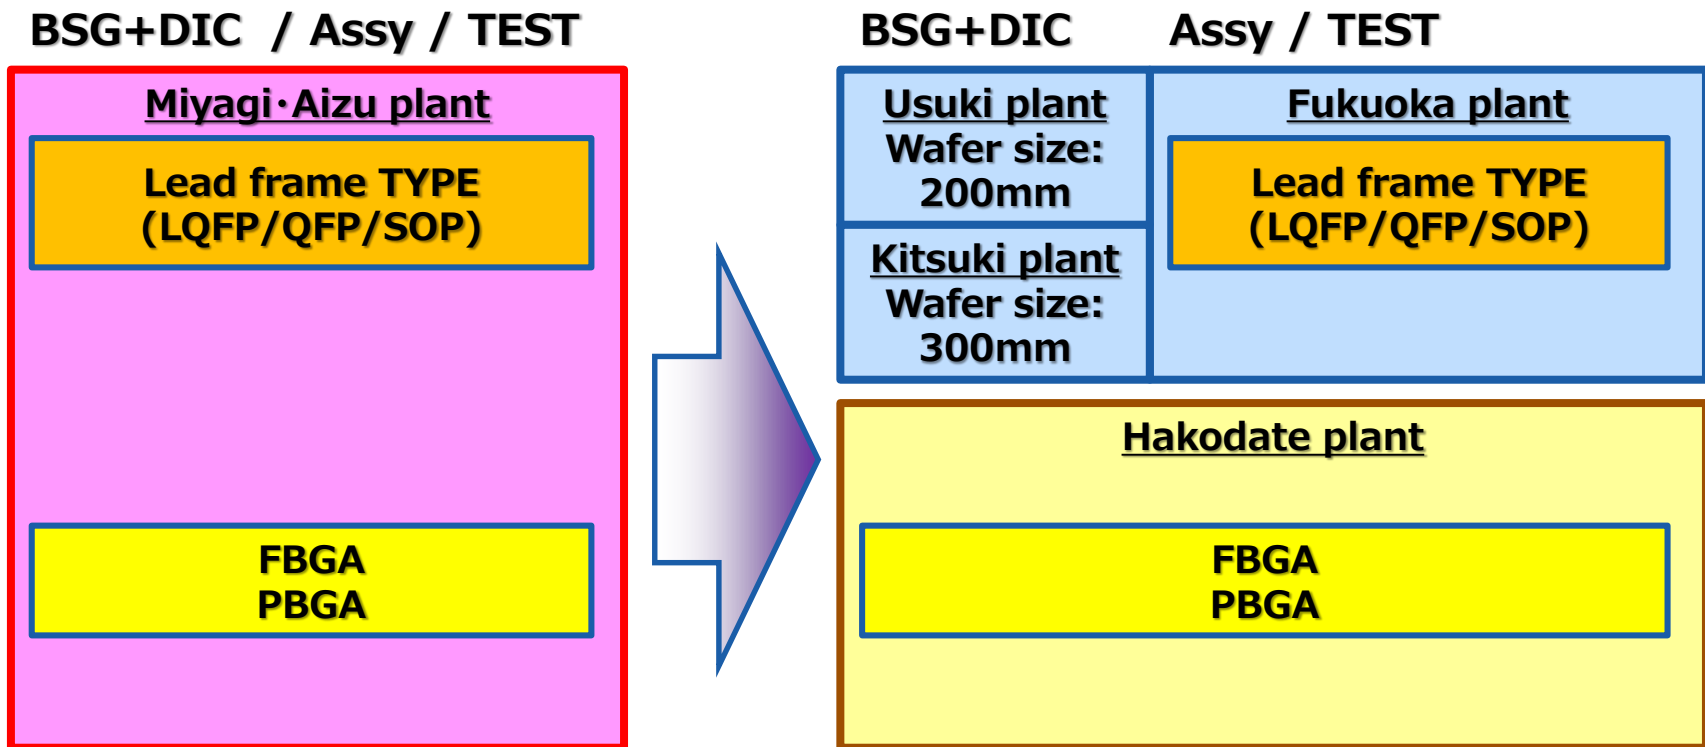 BSG+DIC / Assy / TEST
Miyagi・Aizu plant
Lead frame TYPE
(LQFP/QFP/SOP)
FBGA
PBGA
BSG+DIC
Assy / TEST
Usuki plant
Wafer size:
200mm
Kitsuki plant
Wafer size:
300mm
Fukuoka plant
Lead frame TYPE
(LQFP/QFP/SOP)
Hakodate plant
FBGA
PBGA